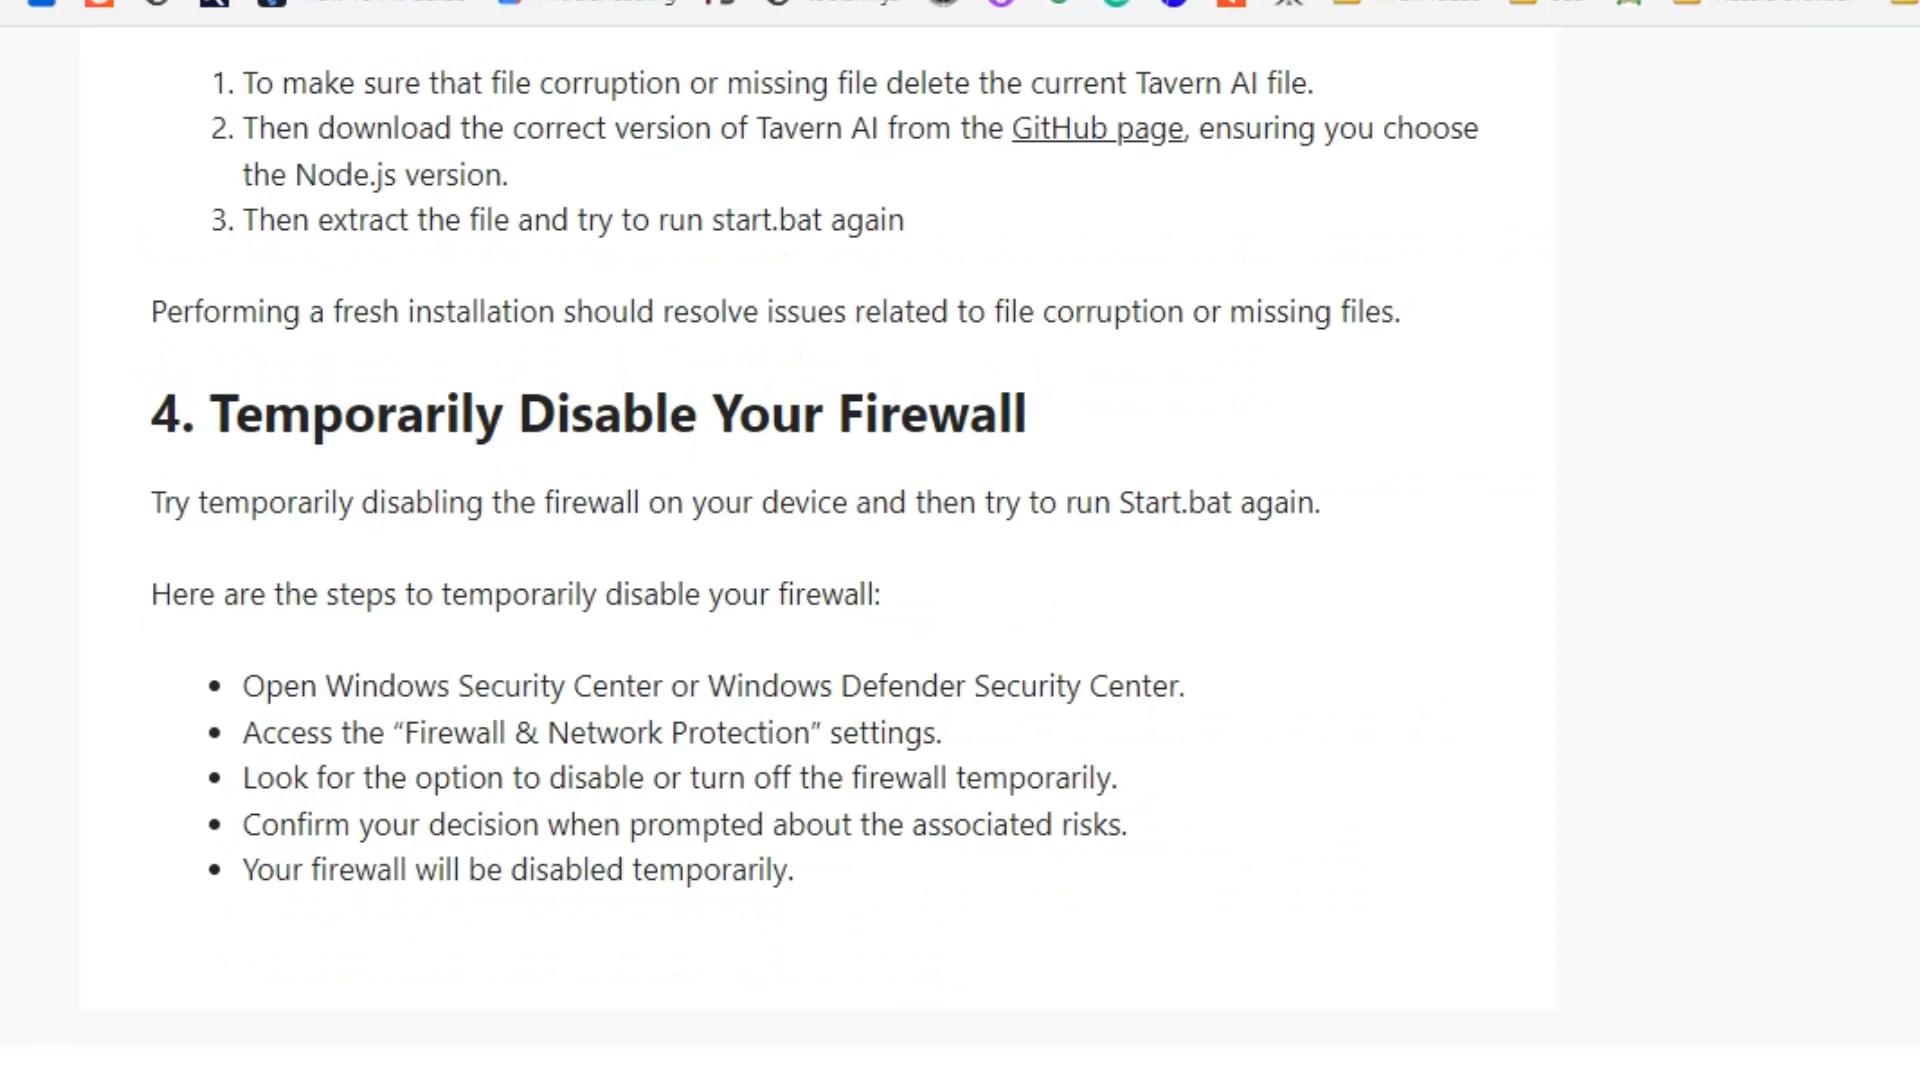 1. To make sure that file corruption or missing file delete the current Tavern AI file.
2. Then download the correct version of Tavern AI from the GitHub page, ensuring you choose
the Node.js version.
3. Then extract the file and try to run start.bat again
Performing a fresh installation should resolve issues related to file corruption or missing files.
4. Temporarily Disable Your Firewall
Try temporarily disabling the firewall on your device and then try to run Start.bat again.
Here are the steps to temporarily disable your firewall:
• Open Windows Security Center or Windows Defender Security Center.
• Access the “Firewall & Network Protection” settings.
• Look for the option to disable or turn off the firewall temporarily.
• Confirm your decision when prompted about the associated risks.
• Your firewall will be disabled temporarily.